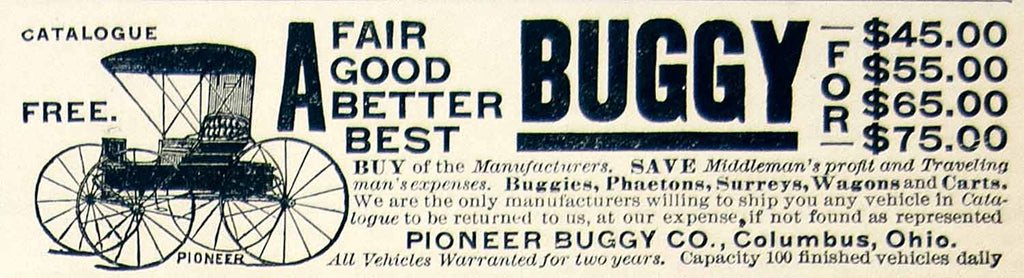 CATALOGUE
FREE.
A FAIR BUGGY FOR $45.00
GOOD $55.00
BETTER $65.00
BEST $75.00
BUY of the Manufacturers. SAVE Middleman's profit and Traveling
man's expenses. Buggies, Phaetons, Surreys, Wagons and Carts.
We are the only manufacturers willing to ship you any vehicle in Cata-
logue to be returned to us, at our expense, if not found as represented
PIONEER BUGGY CO., Columbus, Ohio.
PIONEER
All Vehicles Warranted for two years. Capacity 100 finished vehicles daily